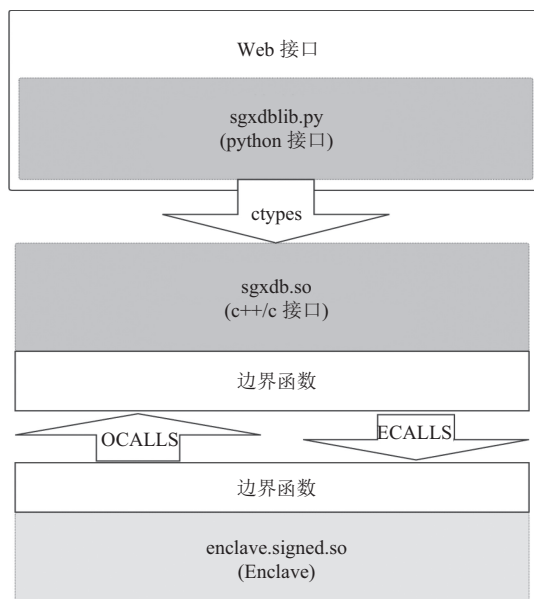 Web 接口
sgxdblib.py
(python 接口)
ctypes
sgxdb.so
(c++/c 接口)
边界函数
OCALLS
ECALLS
边界函数
enclave.signed.so
(Enclave)